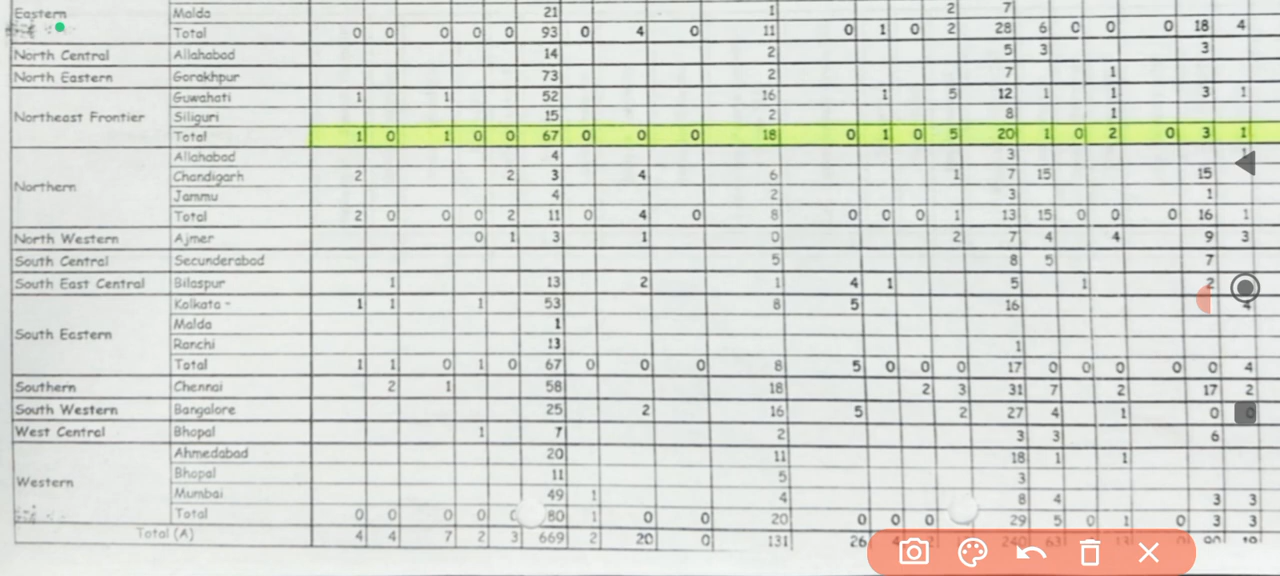 Eastern Malda 21 1 2 7
Total 0 0 0 0 0 93 0 4 0 11 0 1 0 2 28 6 0 0 0 18 4
North Central Allahabad 14 2 5 3 3
North Eastern Gorakhpur 73 2 7 1
Guwahati 1 1 52 16 1 5 12 1 1 3 1
Northeast Frontier Siliguri 15 2 8 1
Total 1 0 1 0 0 67 0 0 0 18 0 1 0 5 20 1 0 2 0 3 1
Allahabad 4 3 1
Northern Chandigarh 2 2 3 4 6 1 7 15 15
Jammu 4 2 3 1
Total 2 0 0 0 2 11 0 4 0 8 0 0 0 1 13 15 0 0 0 16 1
North Western Ajmer 0 1 3 1 0 2 7 4 4 9 3
South Central Secunderabad 5 8 5 7
South East Central Bilaspur 1 13 2 1 4 1 5 1 2
Kolkata - 1 1 1 53 8 5 16 4
South Eastern Malda 1
Ranchi 13 1
Total 1 1 0 1 0 67 0 0 0 8 5 0 0 0 17 0 0 0 0 0 4
Southern Chennai 2 1 58 18 2 3 31 7 2 17 2
South Western Bangalore 25 2 16 5 2 27 4 1 0 0
West Central Bhopal 1 7 2 3 3 6
Ahmedabad 20 11 18 1 1
Western Bhopal 11 5 3
Mumbai 49 1 4 8 4 3 3
Total 0 0 0 0 80 1 0 0 20 0 0 0 29 5 0 1 0 3 3
Total (A) 4 4 7 2 3 669 2 20 0 131 26